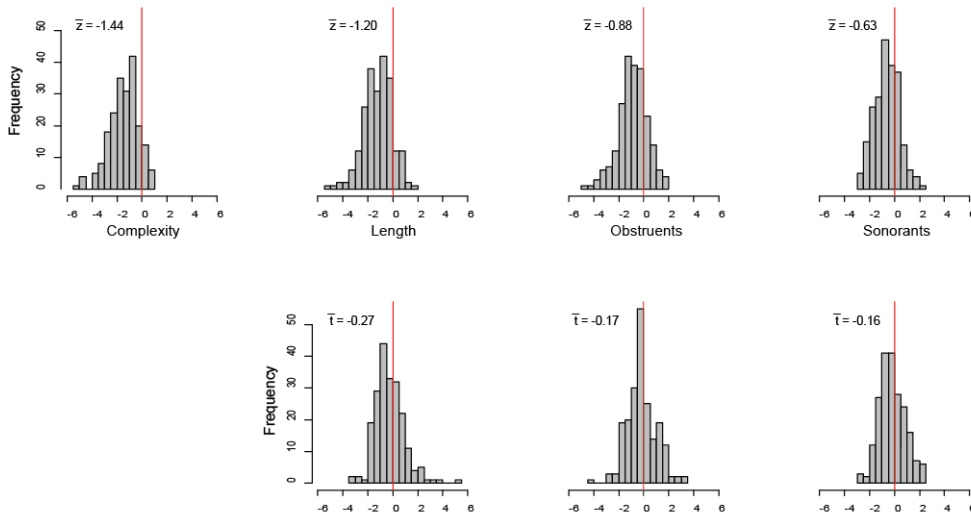 z̄ = -1.44
z̄ = -1.20
z̄ = -0.88
z̄ = -0.63
Frequency
50
40
30
20
10
0
-6 -4 -2 0 2 4 6
-6 -4 -2 0 2 4 6
-6 -4 -2 0 2 4 6
-6 -4 -2 0 2 4 6
Complexity
Length
Obstruents
Sonorants
t̄ = -0.27
t̄ = -0.17
t̄ = -0.16
Frequency
50
40
30
20
10
0
-6 -4 -2 0 2 4 6
-6 -4 -2 0 2 4 6
-6 -4 -2 0 2 4 6